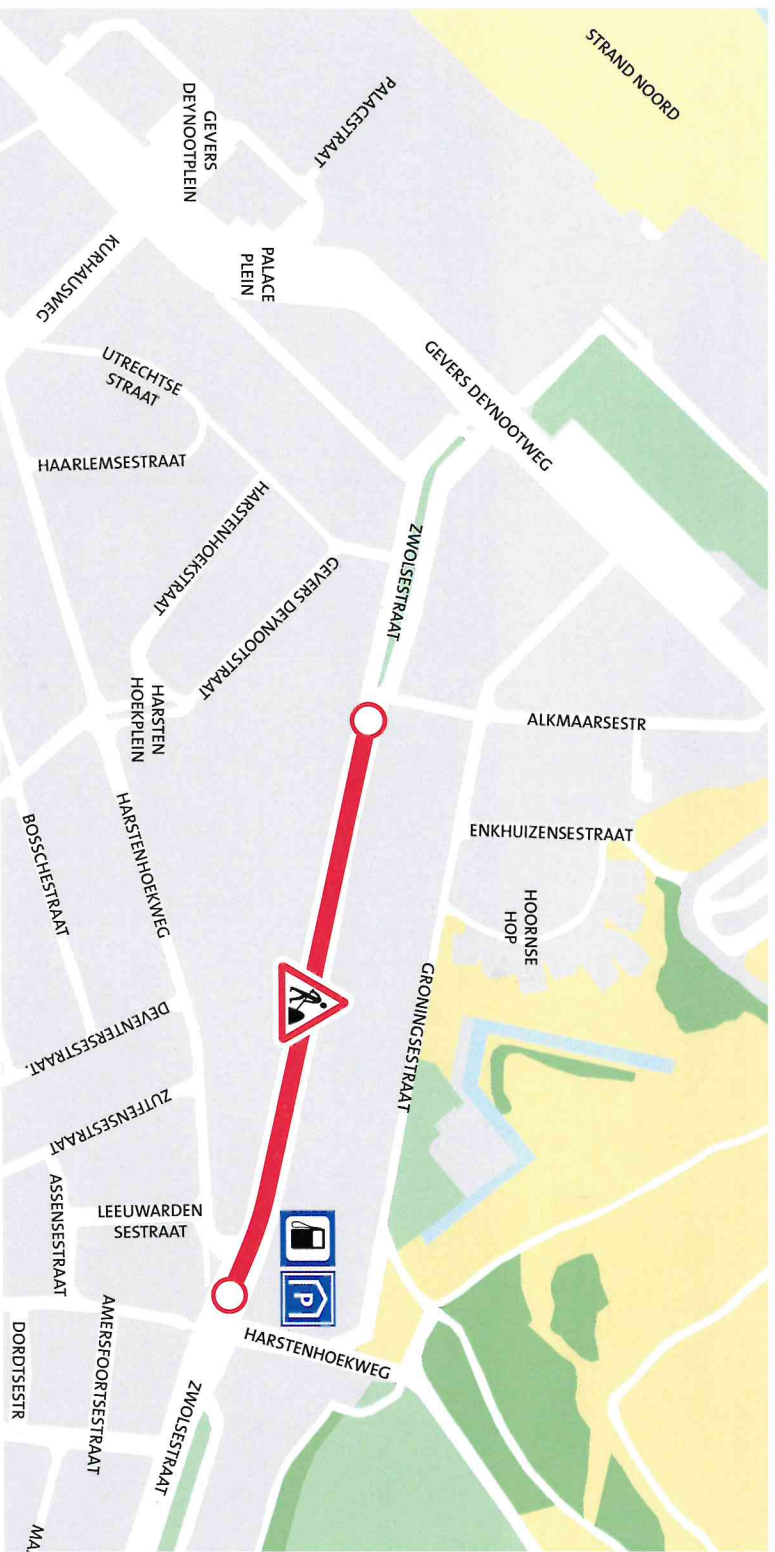 STRAND NOORD
PALACESTRAAT
GEVERS
DEYNOOTPLEIN
PALACE
PLEIN
KURHAUSWEG
GEVERS DEYNOOTWEG
UTRECHTSE
STRAAT
HAARLEMSESTRAAT
HARSTENHOEKSTRAAT
GEVERS DEYNOOTSTRAAT
ZWOLSESTRAAT
HARSTEN
HOEKPLEIN
ALKMAARSESTR
ENKHUIZENSESTRAAT
HOORNSE
HOP
HARSTENHOEKWEG
BOSSCHESTRAAT
GRONINGSESTRAAT
DEVENTERSESTRAAT.
ZUTFENSESTRAAT
ASSENSESTRAAT
LEEUWARDEN
SESTRAAT
P
HARSTENHOEKWEG
AMERSFOORTSESTRAAT
DORDTSESTR
ZWOLSESTRAAT
MA